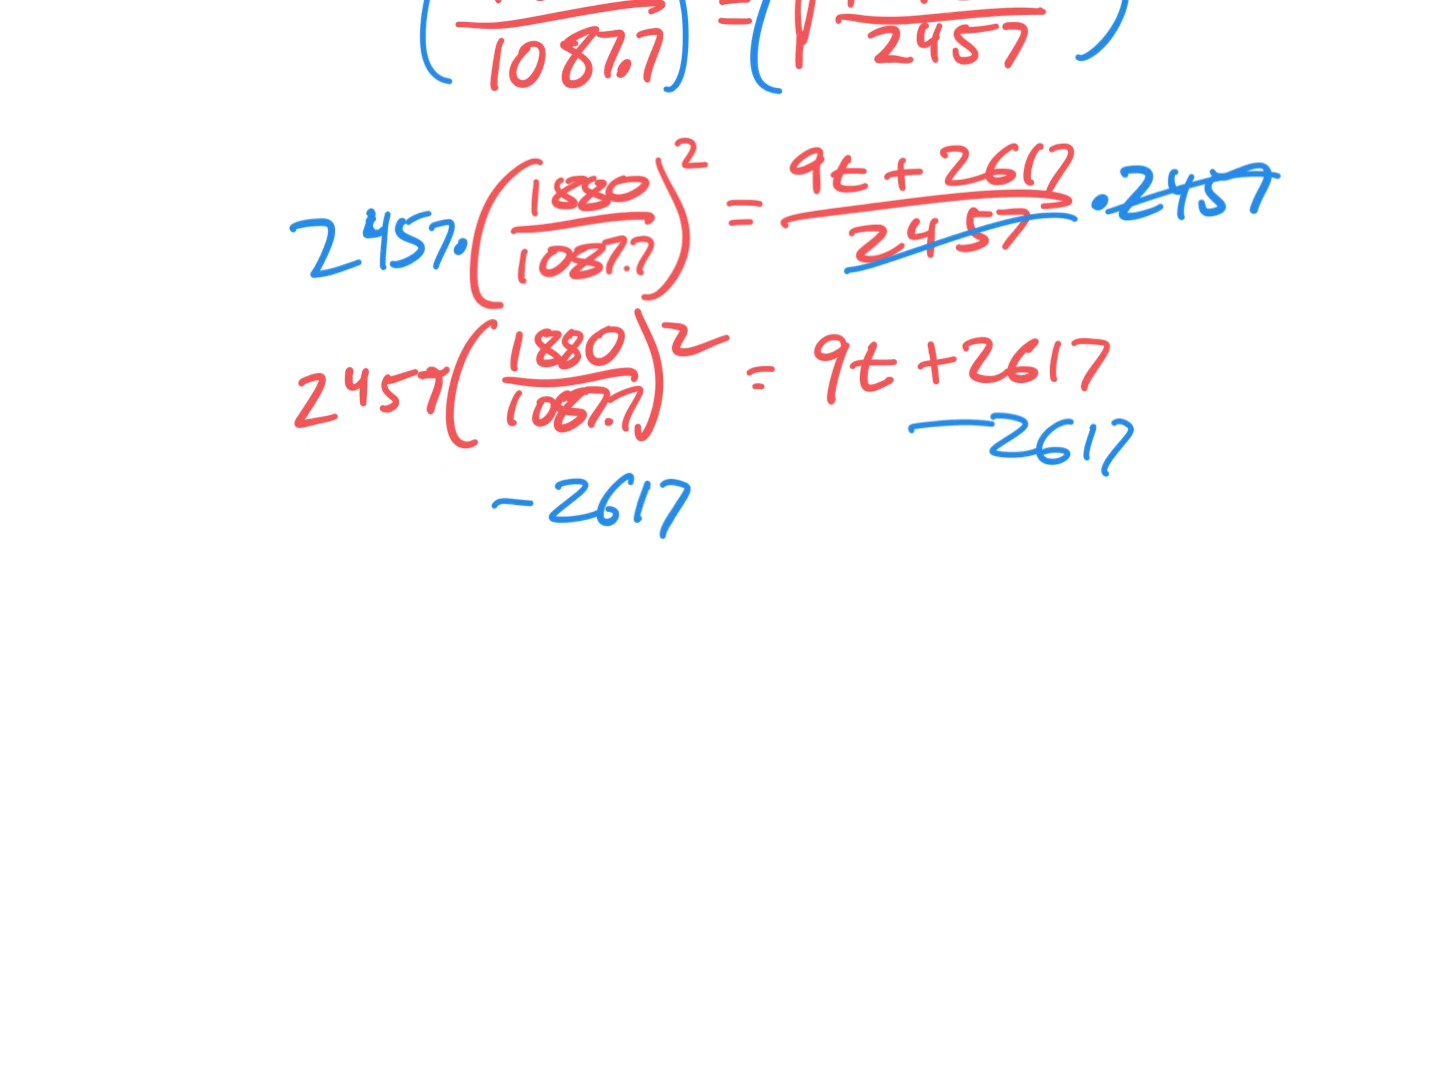 (1087.7) = (√2457)
2457·(1880/1087.7)² = 9t + 2617/2457 · 2457
2457(1880/1087.7)² = 9t + 2617
- 2617
- 2617